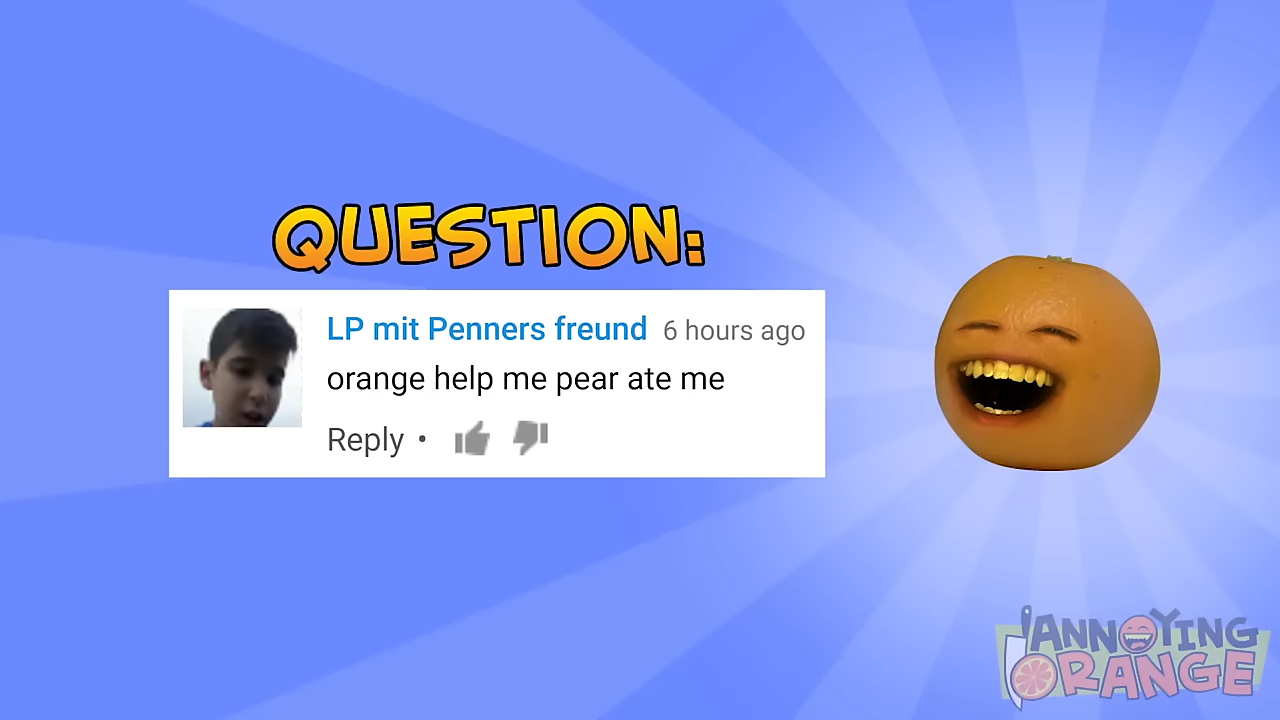 QUESTION:
LP mit Penners freund 6 hours ago
orange help me pear ate me
Reply •
ANNOYING
ORANGE